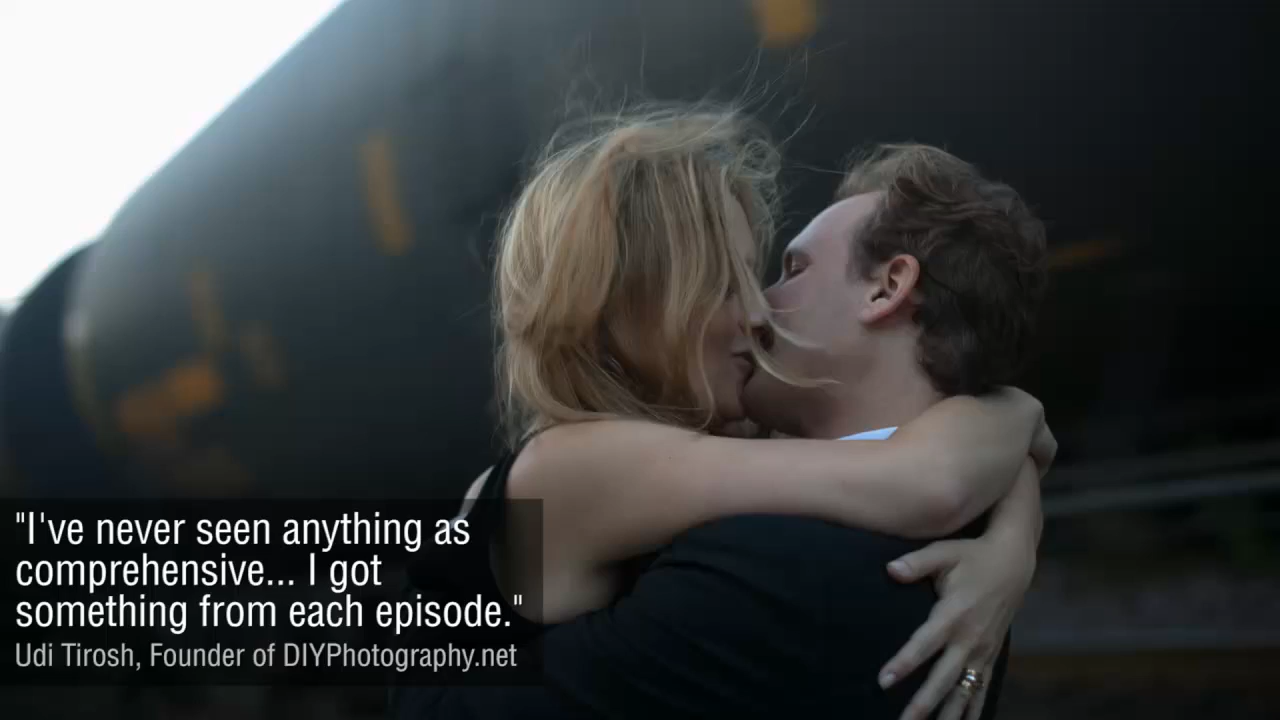 "I've never seen anything as
comprehensive... I got
something from each episode."
Udi Tirosh, Founder of DIYPhotography.net